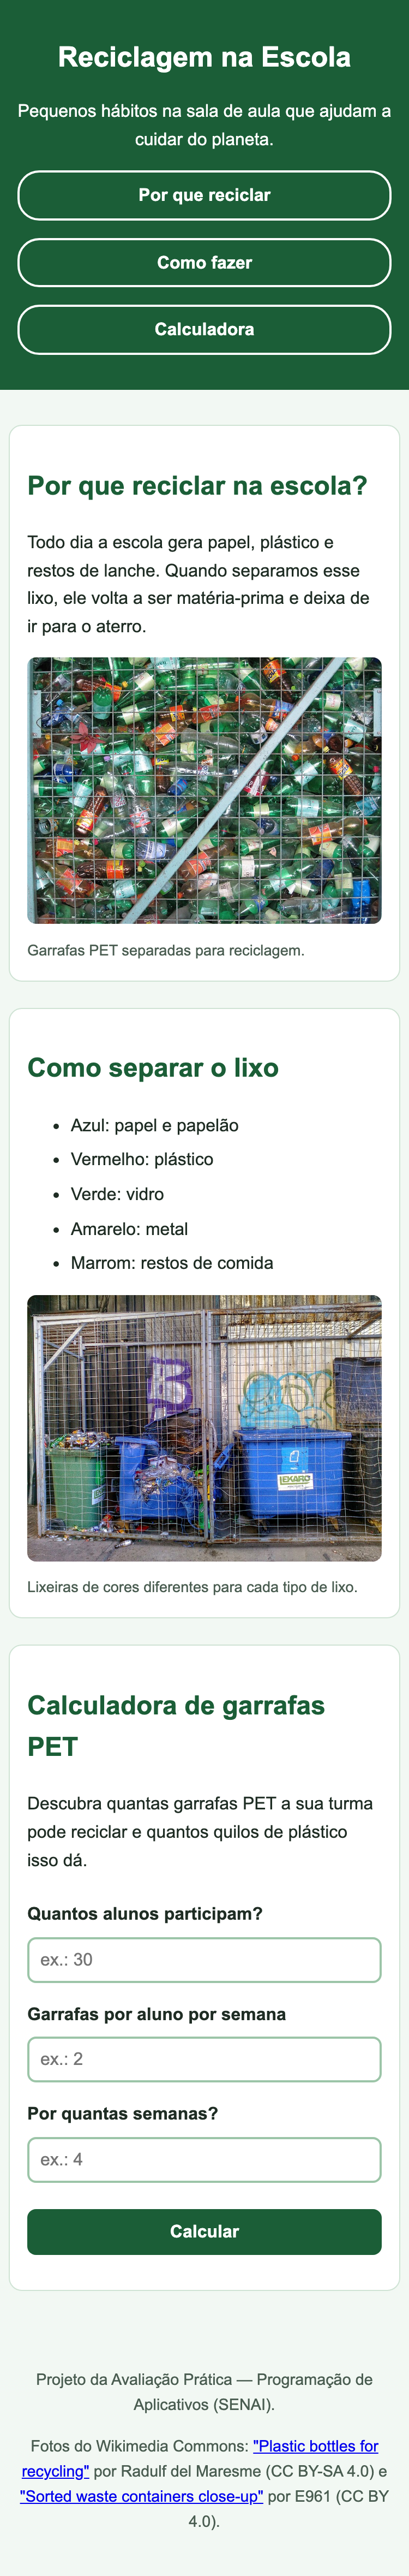 Reciclagem na Escola
Pequenos hábitos na sala de aula que ajudam a
cuidar do planeta.
Por que reciclar
Como fazer
Calculadora
Por que reciclar na escola?
Todo dia a escola gera papel, plástico e
restos de lanche. Quando separamos esse
lixo, ele volta a ser matéria-prima e deixa de
ir para o aterro.
Garrafas PET separadas para reciclagem.
Como separar o lixo
• Azul: papel e papelão
• Vermelho: plástico
• Verde: vidro
• Amarelo: metal
• Marrom: restos de comida
LEKARO
Lixeiras de cores diferentes para cada tipo de lixo.
Calculadora de garrafas
PET
Descubra quantas garrafas PET a sua turma
pode reciclar e quantos quilos de plástico
isso dá.
Quantos alunos participam?
ex.: 30
Garrafas por aluno por semana
ex.: 2
Por quantas semanas?
ex.: 4
Calcular
Projeto da Avaliação Prática — Programação de
Aplicativos (SENAI).
Fotos do Wikimedia Commons: "Plastic bottles for
recycling" por Radulf del Maresme (CC BY-SA 4.0) e
"Sorted waste containers close-up" por E961 (CC BY
4.0).